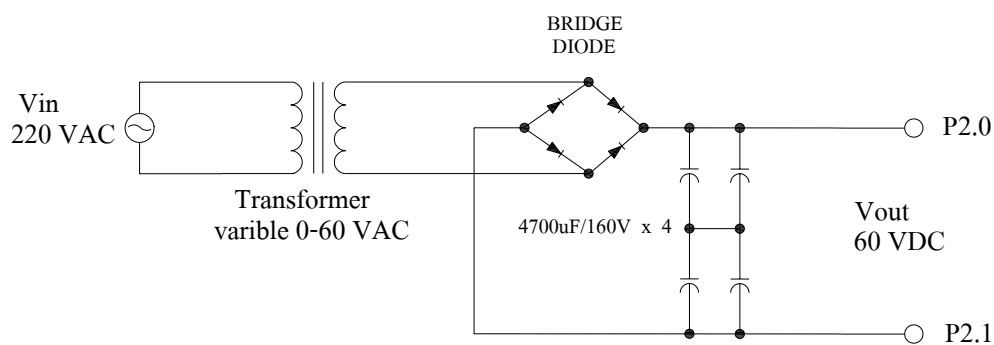 BRIDGE
DIODE
Vin
220 VAC
P2.0
Transformer
varible 0-60 VAC
4700uF/160V x 4
Vout
60 VDC
P2.1